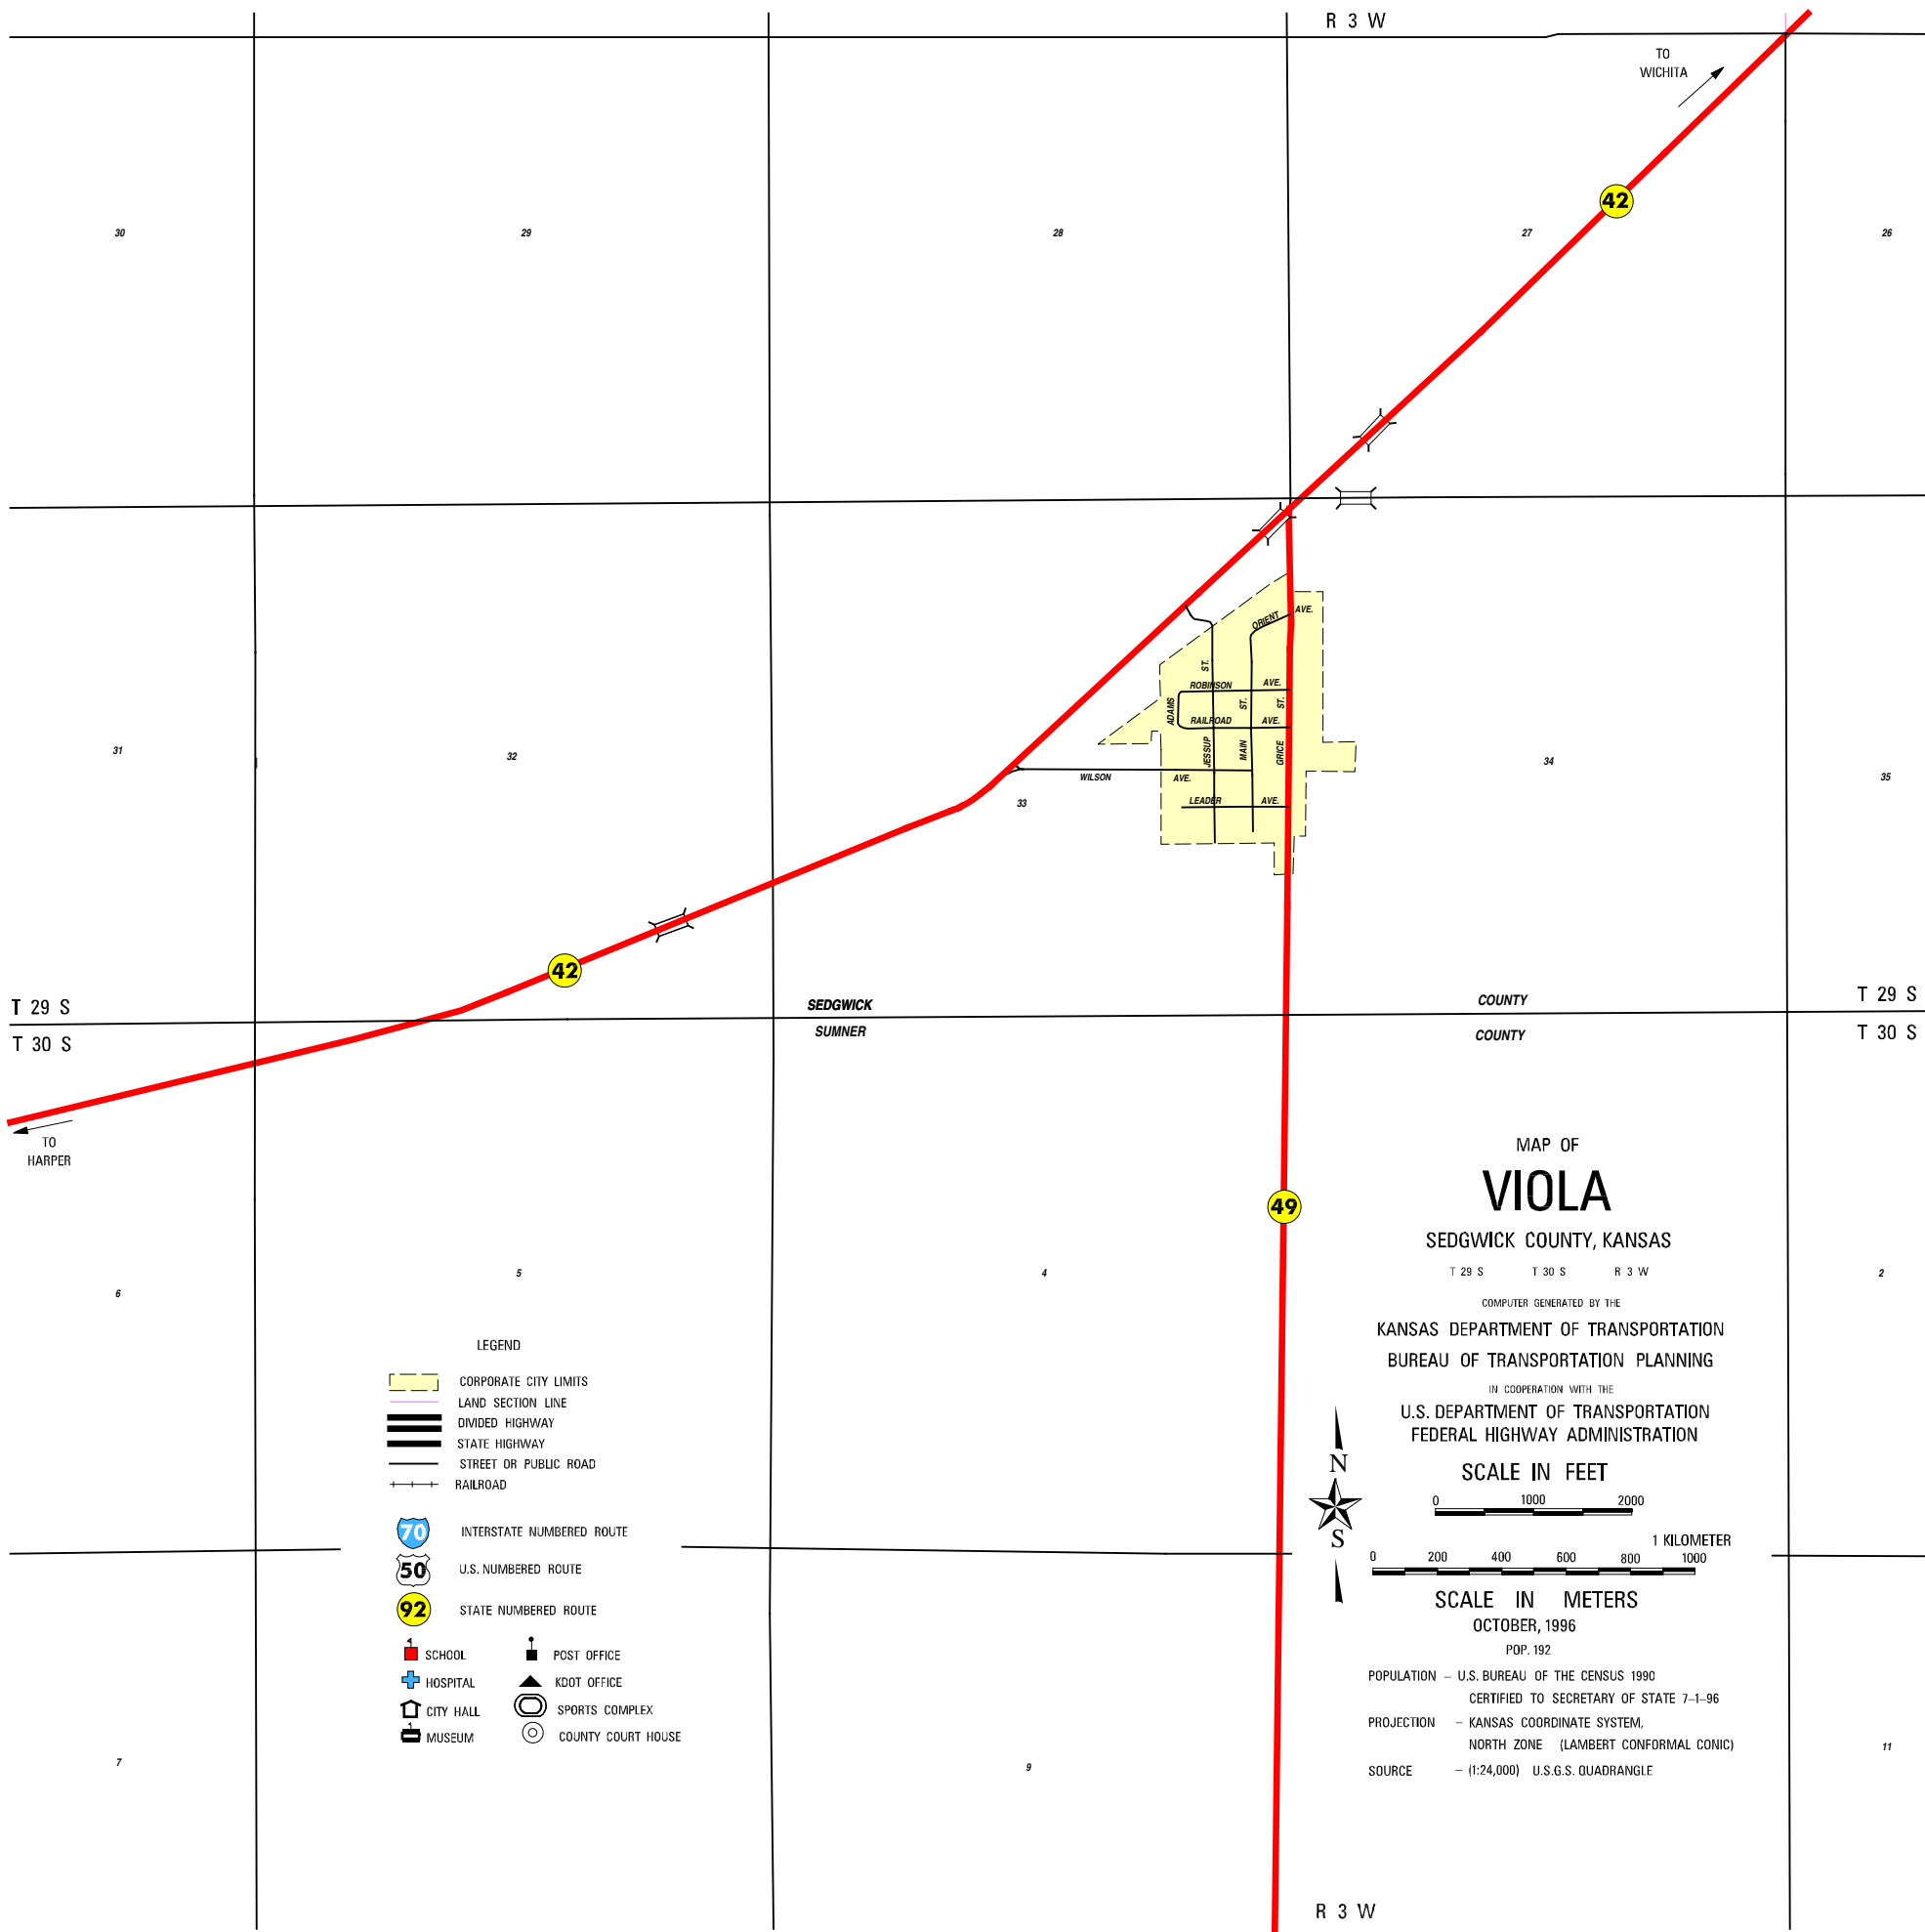 R 3 W
TO
WICHITA
42
30
29
28
27
26
ORIENT AVE.
ST.
ROBINSON AVE.
ADAMS
ST.
ST.
RAILROAD AVE.
JESSUP
MAIN
GRICE
31
32
34
35
WILSON AVE.
33
LEADER AVE.
42
T 29 S
SEDGWICK COUNTY
T 29 S
T 30 S
SUMNER COUNTY
T 30 S
TO
HARPER
49
6
5
4
2
MAP OF
VIOLA
SEDGWICK COUNTY, KANSAS
T 29 S T 30 S R 3 W
COMPUTER GENERATED BY THE
KANSAS DEPARTMENT OF TRANSPORTATION
BUREAU OF TRANSPORTATION PLANNING
IN COOPERATION WITH THE
U.S. DEPARTMENT OF TRANSPORTATION
FEDERAL HIGHWAY ADMINISTRATION
N
S
SCALE IN FEET
0 1000 2000
1 KILOMETER
0 200 400 600 800 1000
SCALE IN METERS
OCTOBER, 1996
POP. 192
POPULATION – U.S. BUREAU OF THE CENSUS 1990
CERTIFIED TO SECRETARY OF STATE 7–1–96
PROJECTION – KANSAS COORDINATE SYSTEM,
NORTH ZONE (LAMBERT CONFORMAL CONIC)
SOURCE – (1:24,000) U.S.G.S. QUADRANGLE
LEGEND
CORPORATE CITY LIMITS
LAND SECTION LINE
DIVIDED HIGHWAY
STATE HIGHWAY
STREET OR PUBLIC ROAD
RAILROAD
70 INTERSTATE NUMBERED ROUTE
50 U.S. NUMBERED ROUTE
92 STATE NUMBERED ROUTE
SCHOOL POST OFFICE
HOSPITAL KDOT OFFICE
CITY HALL SPORTS COMPLEX
MUSEUM COUNTY COURT HOUSE
7
9
11
R 3 W